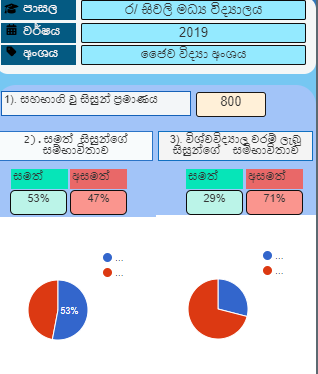 පාසල
ර/ සිවලි මධ්‍ය විද්‍යාලය
වර්ෂය
2019
අංශය
ජෛව විද්‍යා අංශය
1). සහභාගි වූ සිසුන් ප්‍රමාණය
800
2). සමත් සිසුන්ගේ
සම්භාවිතාව
3) විශ්වවිද්‍යාල වරම් ලැබූ
සිසුන්ගේ සම්භාවිතාව
සමත්
අසමත්
සමත්
අසමත්
53%
47%
29%
71%
...
...
53%
...
...